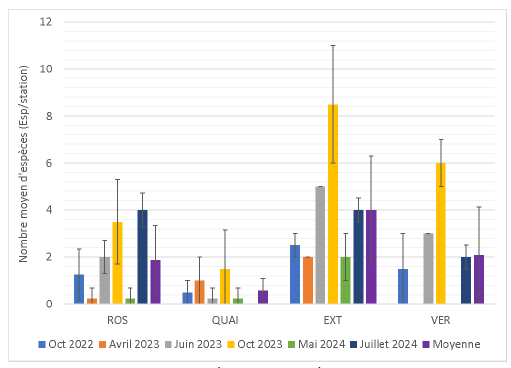 12
10
8
6
4
2
0
Nombre moyen d'espèces (Esp/station)
ROS QUAI EXT VER
Oct 2022 Avril 2023 Juin 2023 Oct 2023 Mai 2024 Juillet 2024 Moyenne